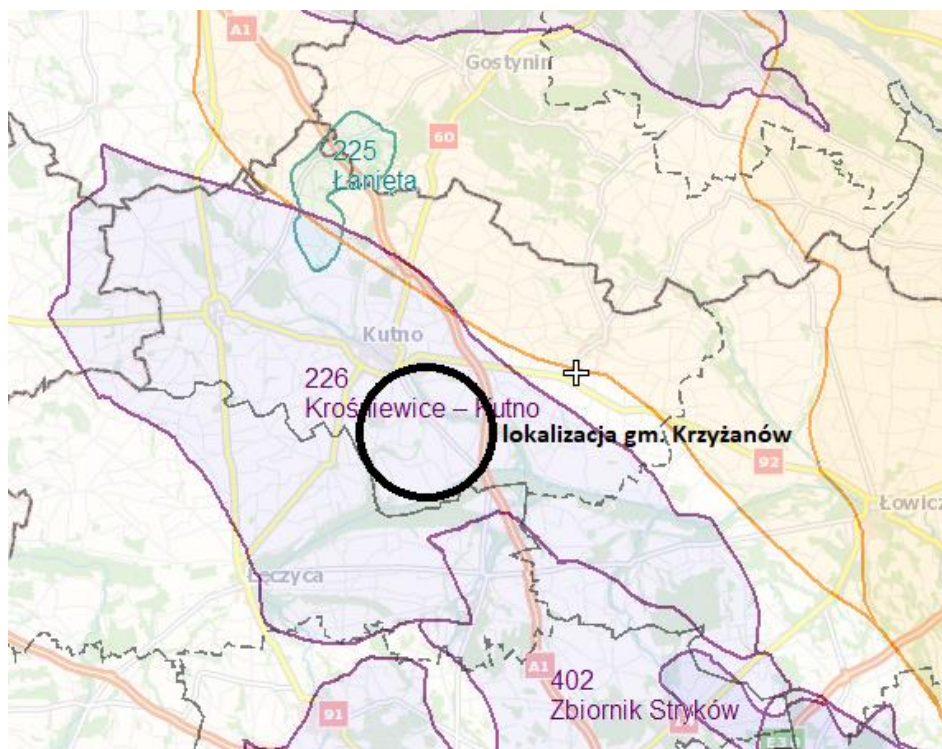 A1
Gostynin
60
225
Łanięta
Kutno
226
Krośniewice – Kutno
lokalizacja gm. Krzyżanów
92
Łowicz
Łęczyca
A1
402
Zbiornik Stryków
91
E30